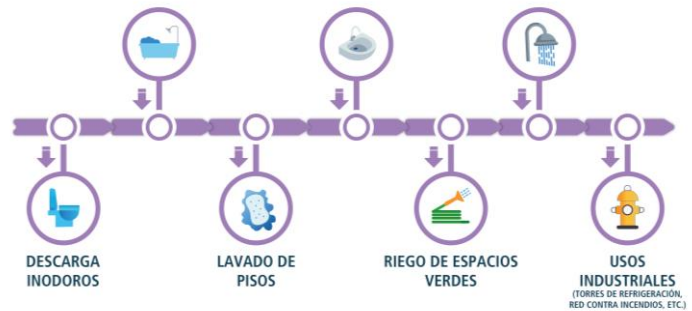 DESCARGA
INODOROS
LAVADO DE
PISOS
RIEGO DE ESPACIOS
VERDES
USOS
INDUSTRIALES
(TORRES DE REFRIGERACIÓN,
RED CONTRA INCENDIOS, ETC.)